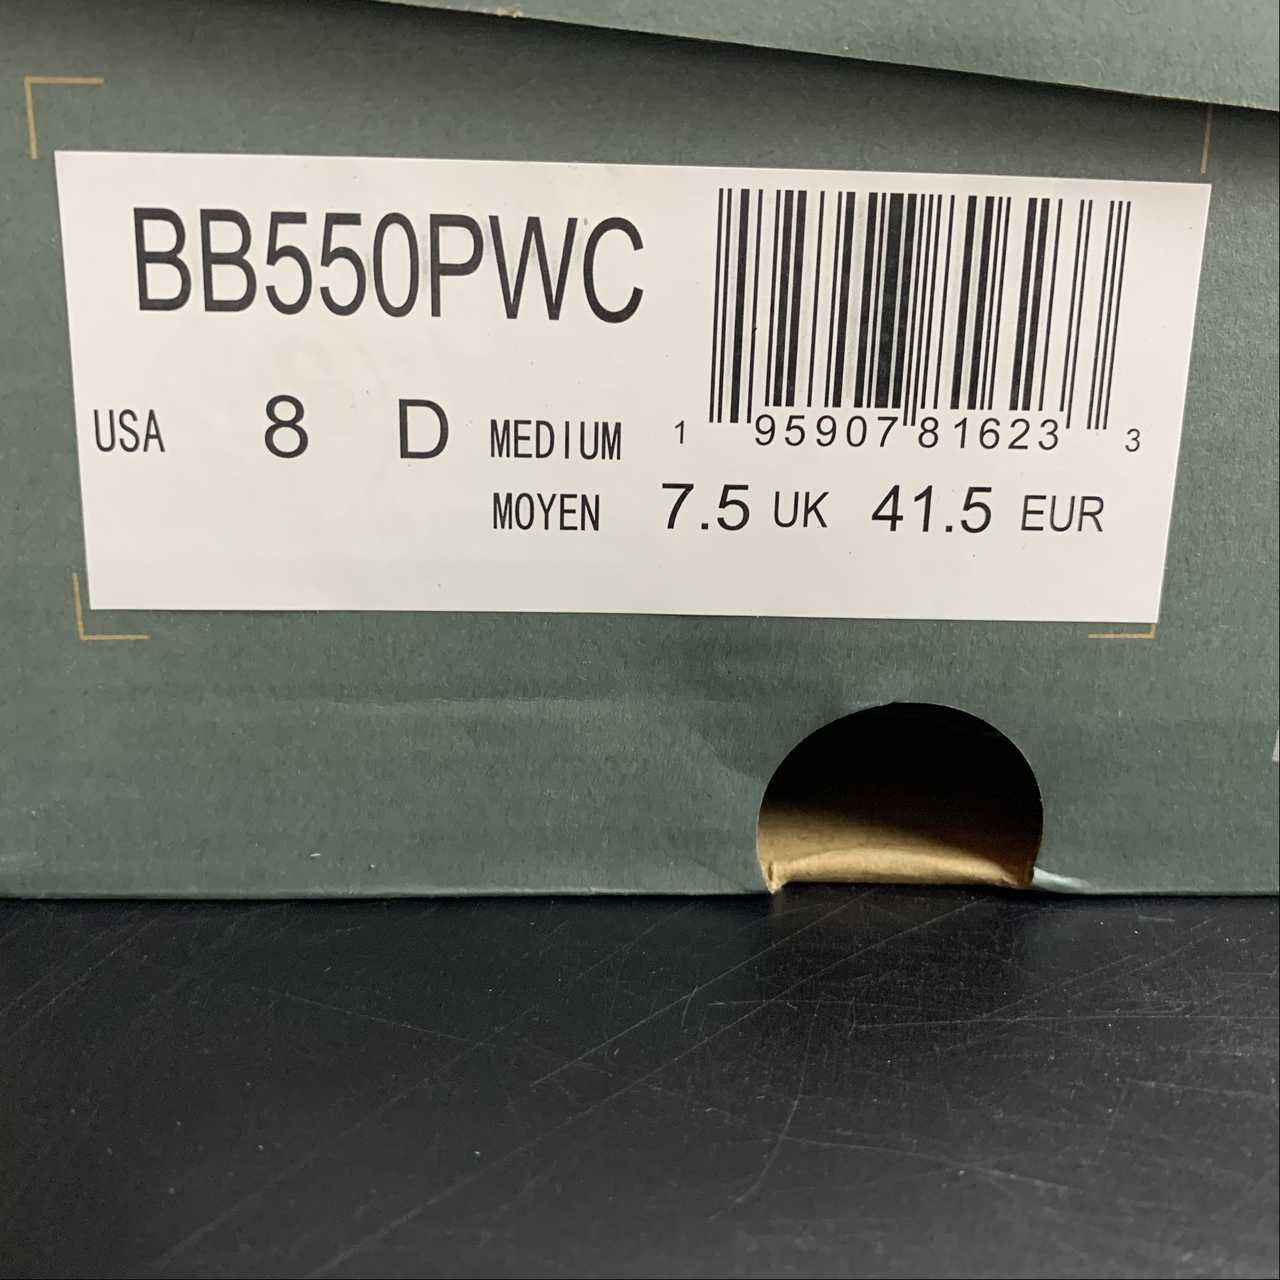 BB550PWC
1 95907 81623 3
USA 8 D MEDIUM
MOYEN 7.5 UK 41.5 EUR